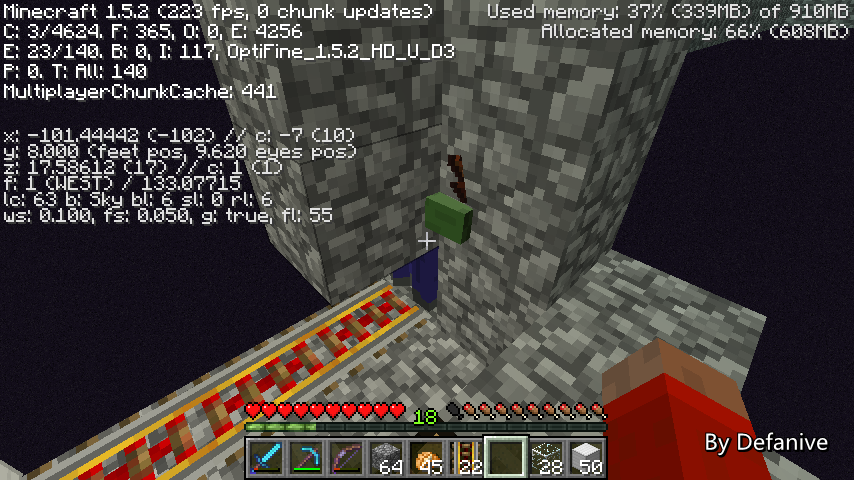 Minecraft 1.5.2 (223 fps, 0 chunk updates)
C: 3/4624, F: 365, O: 0, E: 4256
E: 23/140, B: 0, I: 117, OptiFine_1.5.2_HD_U_D3
P: 0, T: All: 140
MultiplayerChunkCache: 441
Used memory: 37% (339MB) of 910MB
Allocated memory: 66% (608MB)
x: -101.44442 (-102) // c: -7 (10)
y: 8.000 (feet pos, 9.620 eyes pos)
z: 17.58612 (17) // c: 1 (1)
f: 1 (WEST) / 133.07715
lc: 63 b: Sky bl: 6 sl: 0 rl: 6
ws: 0.100, fs: 0.050, g: true, fl: 55
18
64 45 22 28 50
By Defanive